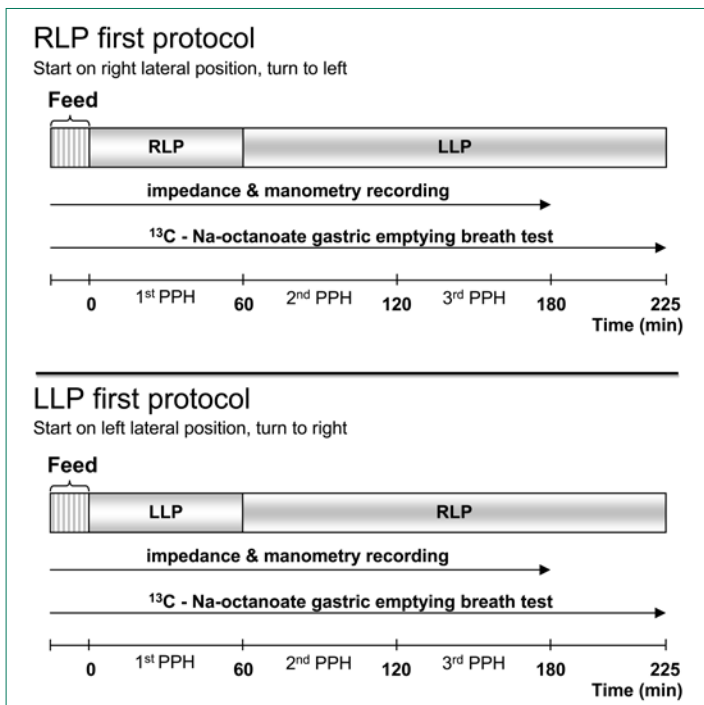 RLP first protocol
Start on right lateral position, turn to left
Feed
RLP LLP
impedance & manometry recording
¹³C - Na-octanoate gastric emptying breath test
0 1ˢᵗ PPH 60 2ⁿᵈ PPH 120 3ʳᵈ PPH 180 225
Time (min)
LLP first protocol
Start on left lateral position, turn to right
Feed
LLP RLP
impedance & manometry recording
¹³C - Na-octanoate gastric emptying breath test
0 1ˢᵗ PPH 60 2ⁿᵈ PPH 120 3ʳᵈ PPH 180 225
Time (min)